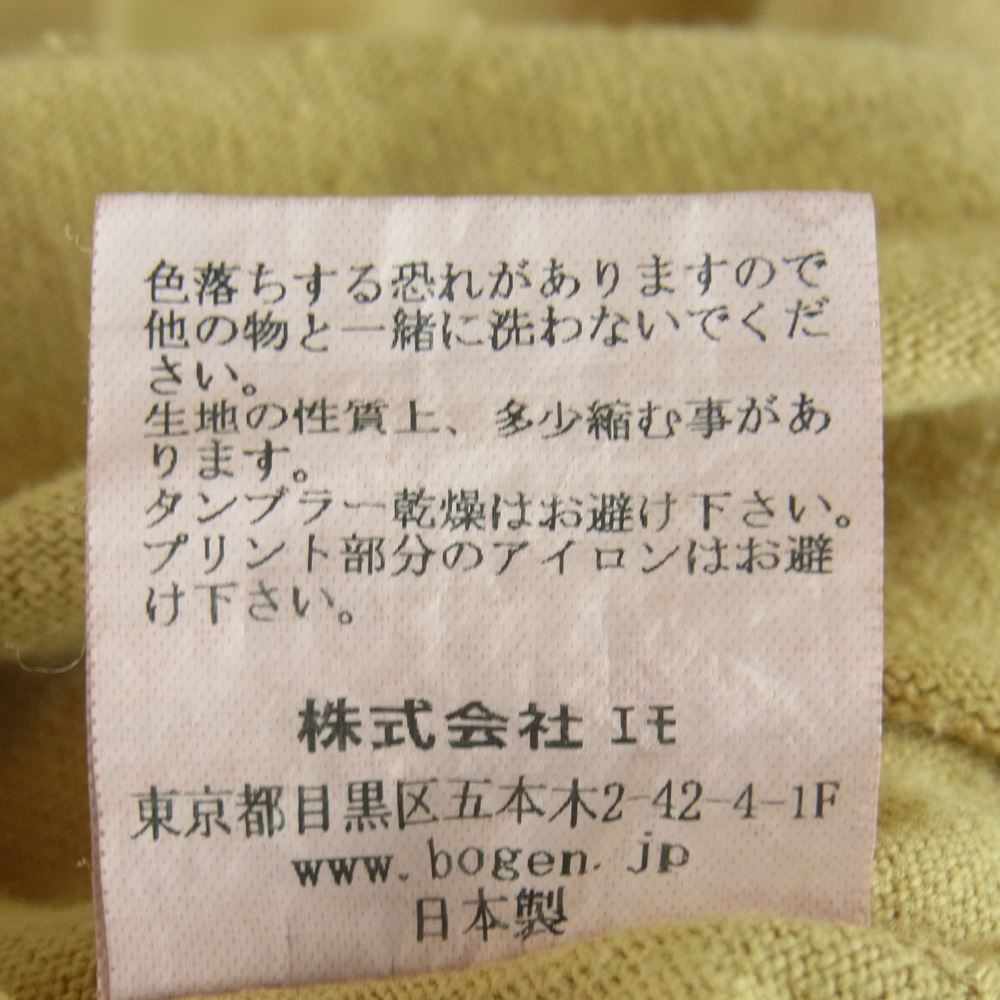 色落ちする恐れがありますので
他の物と一緒に洗わないでくだ
さい。
生地の性質上、多少縮む事があ
ります。
タンブラー乾燥はお避け下さい。
プリント部分のアイロンはお避
け下さい。
株式会社 エモ
東京都目黒区五本木2-42-4-1F
www.bogen.jp
日本製